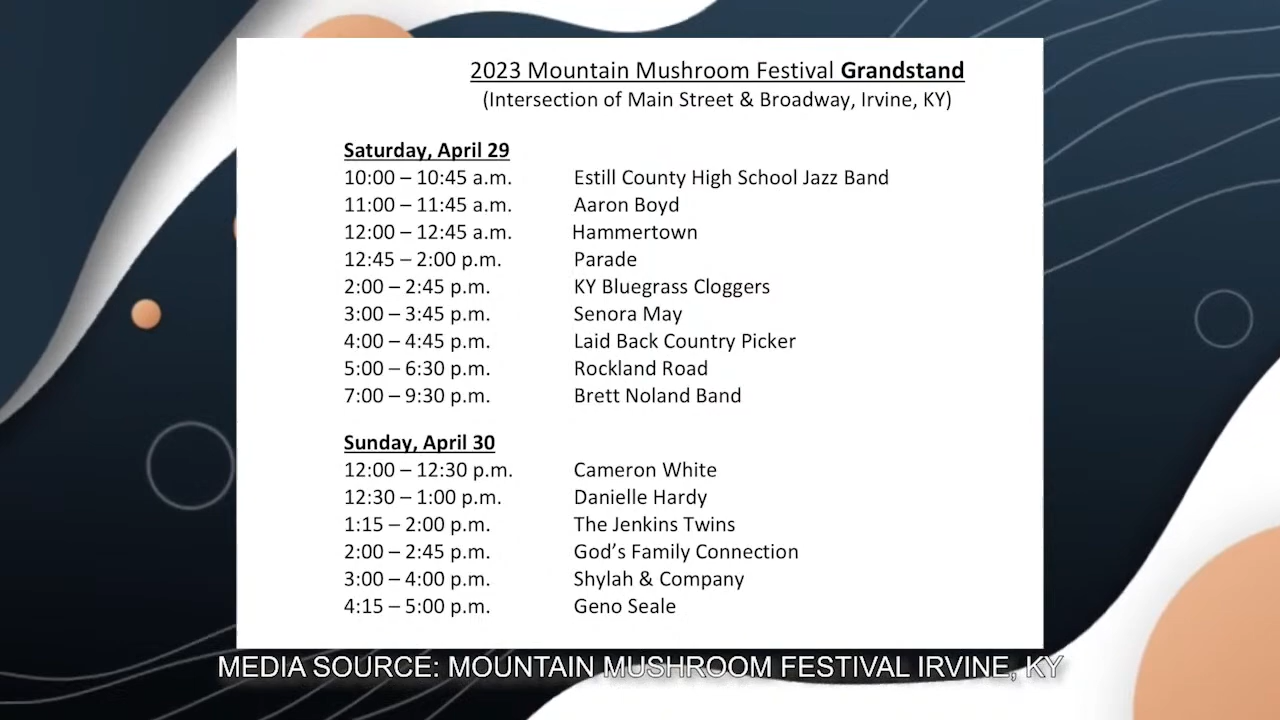 2023 Mountain Mushroom Festival Grandstand
(Intersection of Main Street & Broadway, Irvine, KY)
Saturday, April 29
10:00 – 10:45 a.m. Estill County High School Jazz Band
11:00 – 11:45 a.m. Aaron Boyd
12:00 – 12:45 a.m. Hammertown
12:45 – 2:00 p.m. Parade
2:00 – 2:45 p.m. KY Bluegrass Cloggers
3:00 – 3:45 p.m. Senora May
4:00 – 4:45 p.m. Laid Back Country Picker
5:00 – 6:30 p.m. Rockland Road
7:00 – 9:30 p.m. Brett Noland Band
Sunday, April 30
12:00 – 12:30 p.m. Cameron White
12:30 – 1:00 p.m. Danielle Hardy
1:15 – 2:00 p.m. The Jenkins Twins
2:00 – 2:45 p.m. God’s Family Connection
3:00 – 4:00 p.m. Shylah & Company
4:15 – 5:00 p.m. Geno Seale
MEDIA SOURCE: MOUNTAIN MUSHROOM FESTIVAL IRVINE, KY